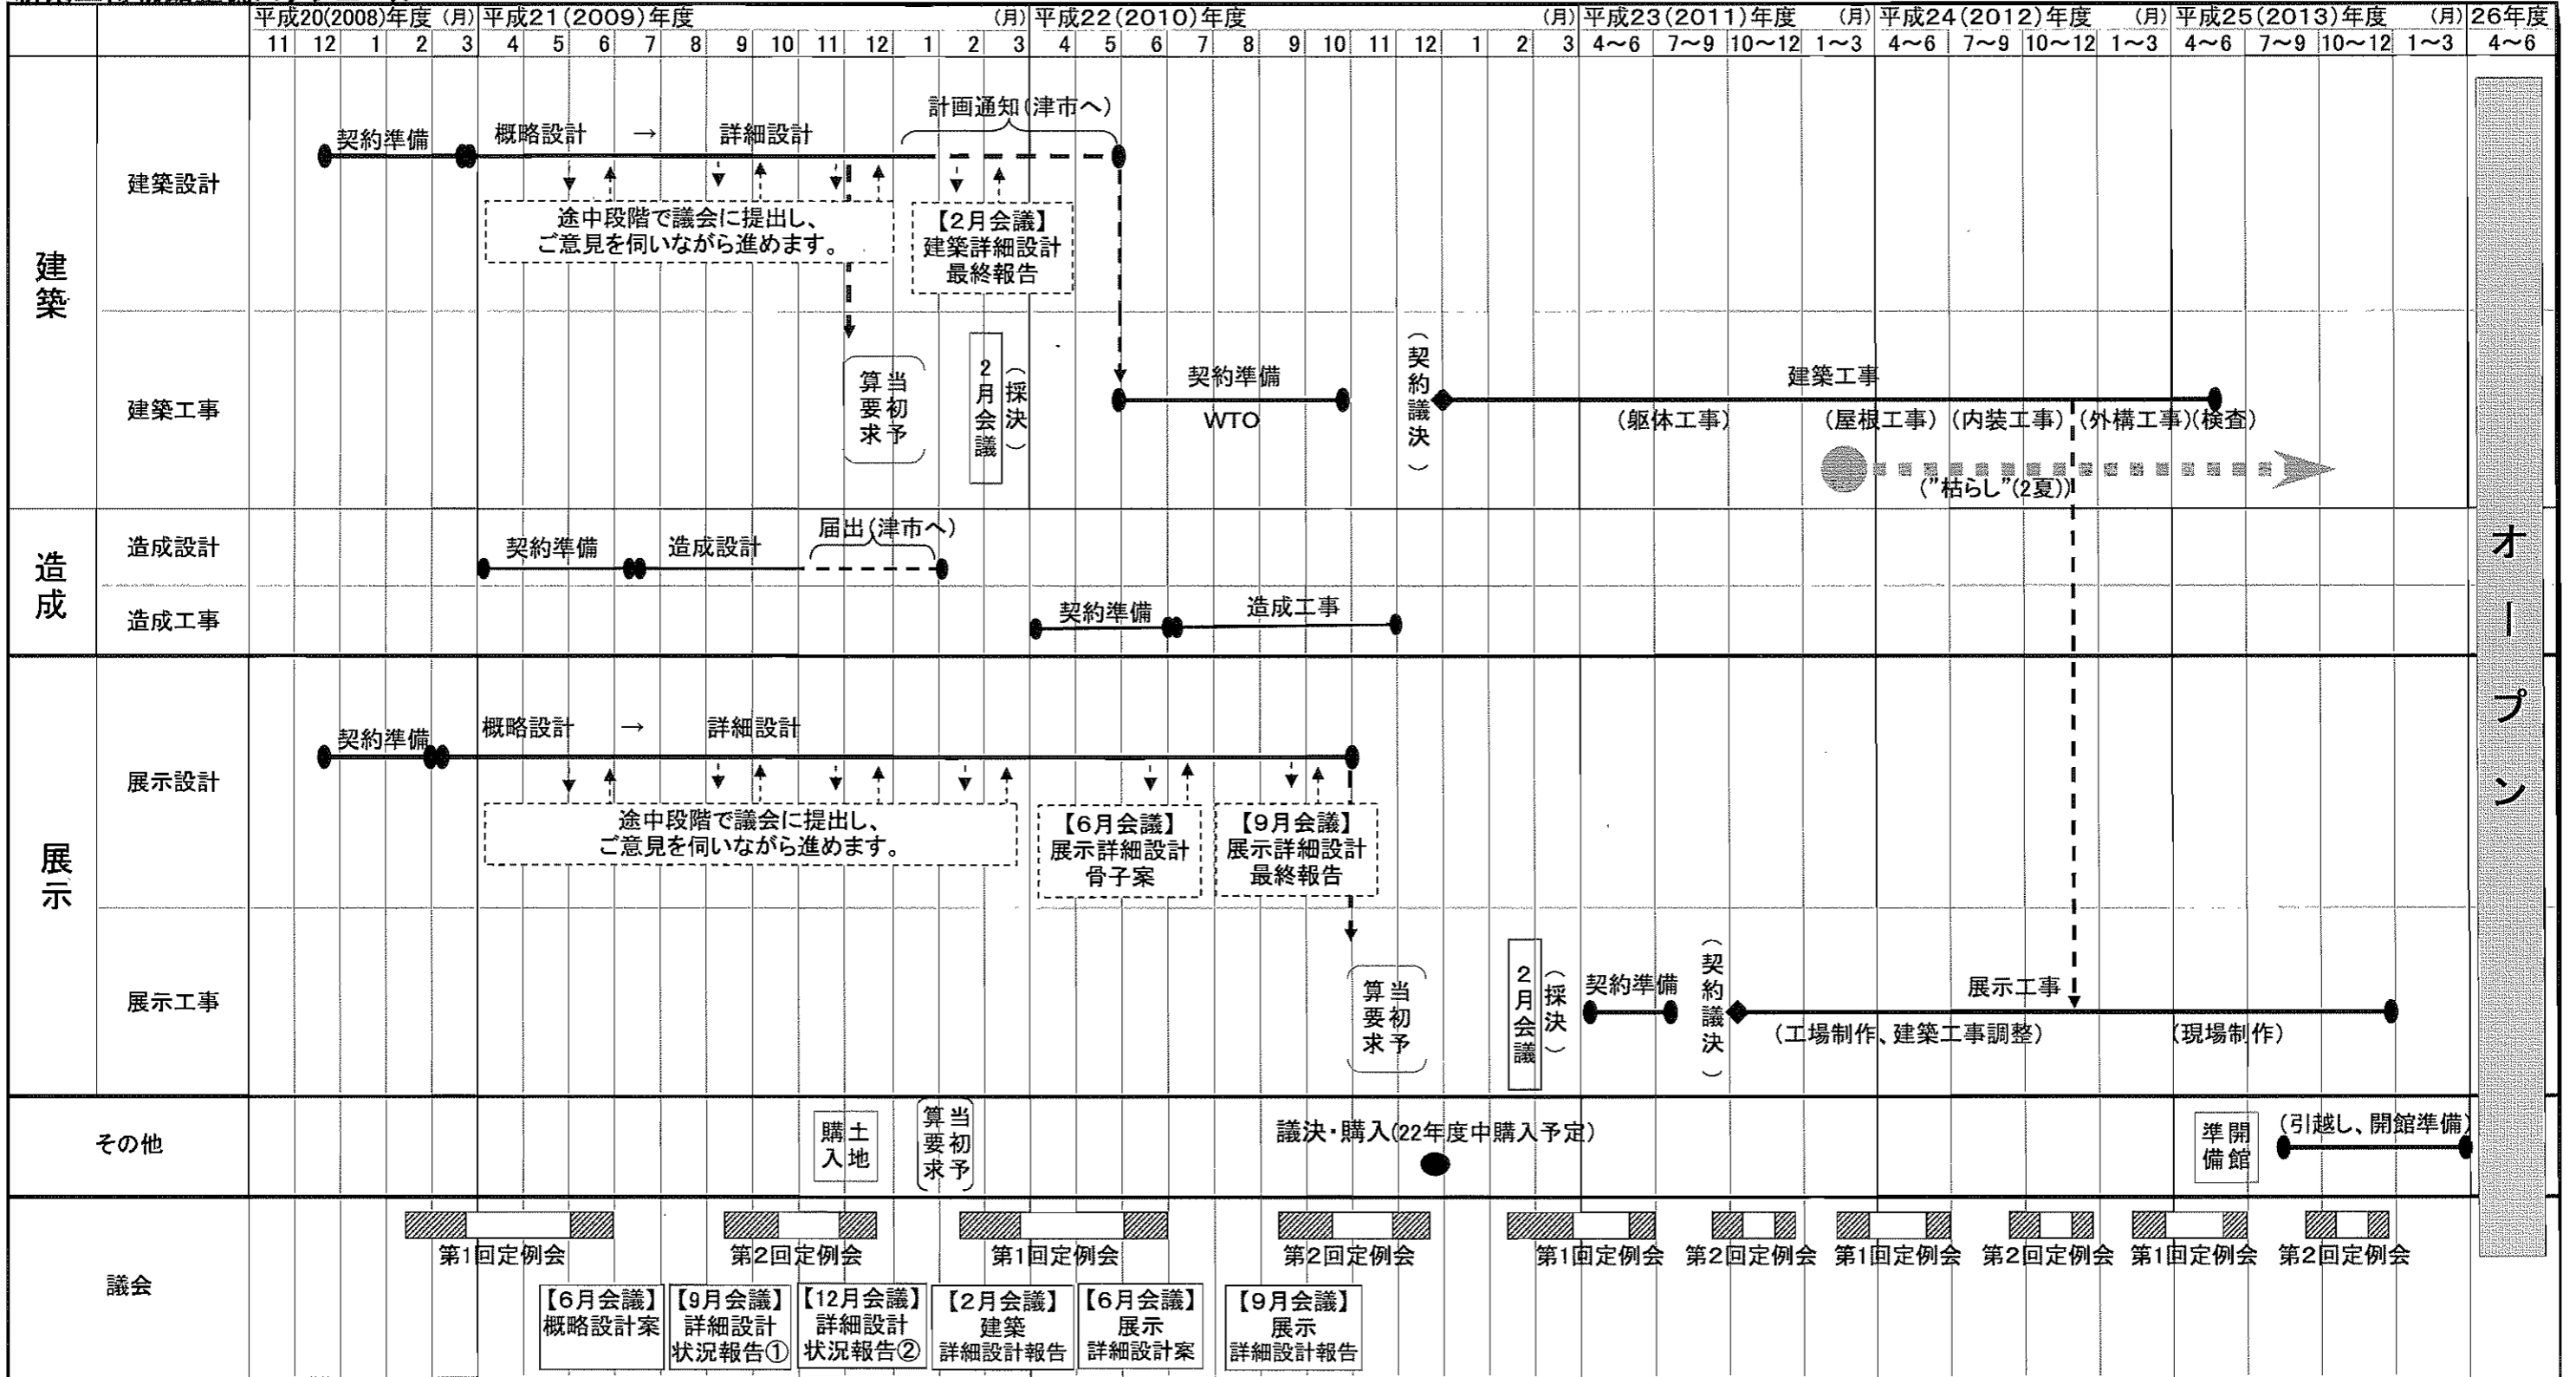 平成20(2008)年度 (月) 平成21(2009)年度 (月) 平成22(2010)年度 (月) 平成23(2011)年度 (月) 平成24(2012)年度 (月) 平成25(2013)年度 (月) 26年度
11 12 1 2 3 4 5 6 7 8 9 10 11 12 1 2 3 4 5 6 7 8 9 10 11 12 1 2 3 4～6 7～9 10～12 1～3 4～6 7～9 10～12 1～3 4～6 7～9 10～12 1～3 4～6
建築
建築設計
契約準備
概略設計 → 詳細設計
計画通知(津市へ)
途中段階で議会に提出し、
ご意見を伺いながら進めます。
【2月会議】
建築詳細設計
最終報告
建築工事
当初予
算要求
2月会議
(採決)
契約準備
WTO
(契約議決)
建築工事
(躯体工事) (屋根工事) (内装工事) (外構工事) (検査)
("枯らし"(2夏))
造成
造成設計
契約準備
造成設計
届出(津市へ)
造成工事
契約準備
造成工事
展示
展示設計
契約準備
概略設計 → 詳細設計
途中段階で議会に提出し、
ご意見を伺いながら進めます。
【6月会議】
展示詳細設計
骨子案
【9月会議】
展示詳細設計
最終報告
展示工事
当初予
算要求
2月会議
(採決)
契約準備
(契約議決)
展示工事
(工場制作、建築工事調整) (現場制作)
オープン
その他
土地
購入
当初予
算要求
議決・購入(22年度中購入予定)
開館
準備
(引越し、開館準備)
議会
第1回定例会 第2回定例会 第1回定例会 第2回定例会 第1回定例会 第2回定例会 第1回定例会 第2回定例会 第1回定例会 第2回定例会
【6月会議】
概略設計案
【9月会議】
詳細設計
状況報告①
【12月会議】
詳細設計
状況報告②
【2月会議】
建築
詳細設計報告
【6月会議】
展示
詳細設計案
【9月会議】
展示
詳細設計報告